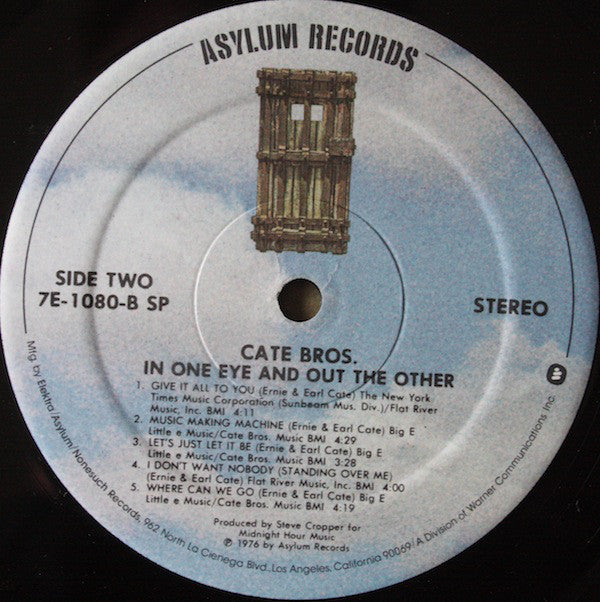 ASYLUM RECORDS
SIDE TWO
7E-1080-B SP
STEREO
CATE BROS.
IN ONE EYE AND OUT THE OTHER
1. GIVE IT ALL TO YOU (Ernie & Earl Cate) The New York
Times Music Corporation (Sunbeam Mus. Div.)/Flat River
Music, Inc. BMI 4:11
2. MUSIC MAKING MACHINE (Ernie & Earl Cate) Big E
Little e Music/Cate Bros. Music BMI 4:29
3. LET'S JUST LET IT BE (Ernie & Earl Cate) Big E
Little e Music/Cate Bros. Music BMI 3:28
4. I DON'T WANT NOBODY (STANDING OVER ME)
(Ernie & Earl Cate) Flat River Music, Inc. BMI 4:00
5. WHERE CAN WE GO (Ernie & Earl Cate) Big E
Little e Music/Cate Bros. Music BMI 4:19
Produced by Steve Cropper for
Midnight Hour Music
℗ 1976 by Asylum Records
Mfg. by Elektra/Asylum/Nonesuch Records, 962 North La Cienega Blvd., Los Angeles, California 90069/A Division of Warner Communications Inc.